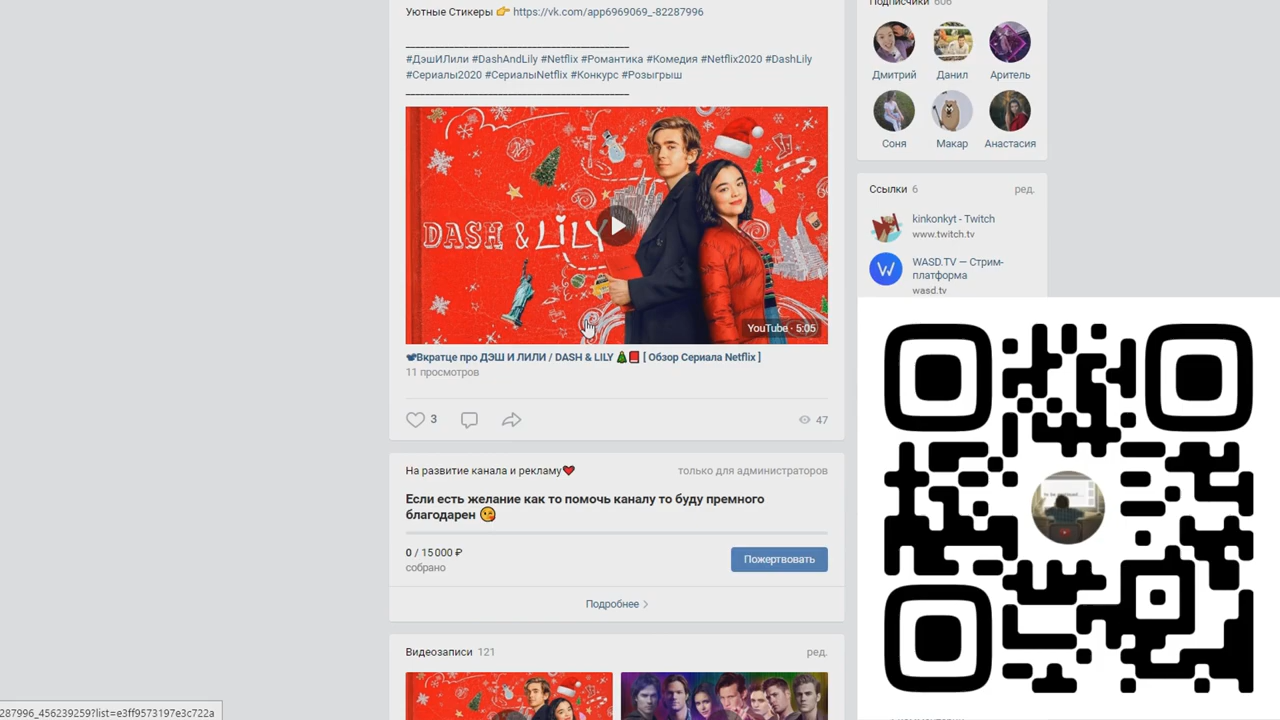 Уютные Стикеры 👉 https://vk.com/app6969069_-82287996
#ДэшИЛили #DashAndLily #Netflix #Романтика #Комедия #Netflix2020 #DashLily
#Сериалы2020 #СериалыNetflix #Конкурс #Розыгрыш
DASH & LiLY
YouTube · 5:05
Вкратце про ДЭШ И ЛИЛИ / DASH & LILY 🎄📕 [ Обзор Сериала Netflix ]
11 просмотров
3
47
На развитие канала и рекламу❤
только для администраторов
Если есть желание как то помочь каналу то буду премного
благодарен 😘
0 / 15 000 ₽
собрано
Пожертвовать
Подробнее
Видеозаписи 121
ред.
Подписчики 606
Дмитрий Данил Аритель
Соня Макар Анастасия
Ссылки 6
ред.
kinkonkyt - Twitch
www.twitch.tv
WASD.TV — Стрим-
платформа
wasd.tv
287996_456239259?list=e3ff9573197e3c722a